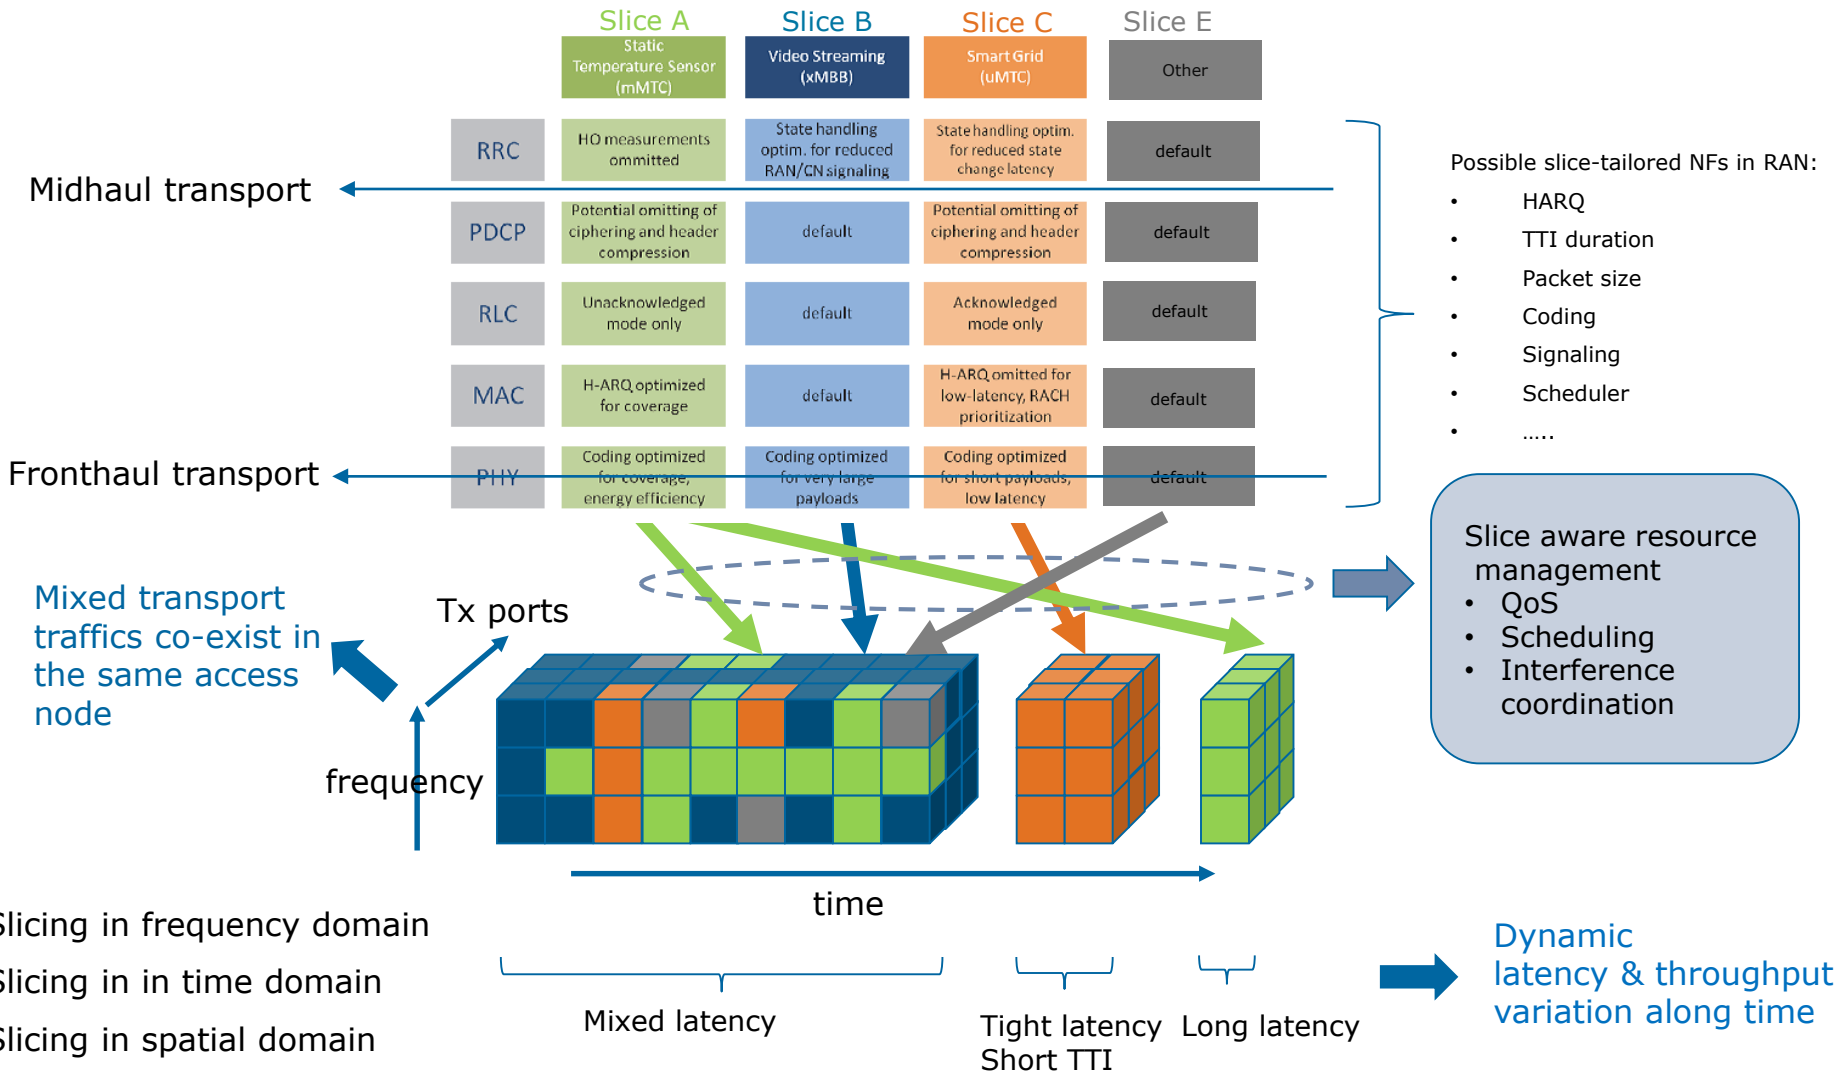 Slice A
Slice B
Slice C
Slice E
Static
Temperature Sensor
(mMTC)
Video Streaming
(xMBB)
Smart Grid
(uMTC)
Other
RRC
HO measurements
ommitted
State handling
optim. for reduced
RAN/CN signaling
State handling optim.
for reduced state
change latency
default
Midhaul transport
PDCP
Potential omitting of
ciphering and header
compression
default
Potential omitting of
ciphering and header
compression
default
RLC
Unacknowledged
mode only
default
Acknowledged
mode only
default
MAC
H-ARQ optimized
for coverage
default
H-ARQ omitted for
low-latency, RACH
prioritization
default
Fronthaul transport
PHY
Coding optimized
for coverage,
energy efficiency
Coding optimized
for very large
payloads
Coding optimized
for short payloads,
low latency
default
Possible slice-tailored NFs in RAN:
• HARQ
• TTI duration
• Packet size
• Coding
• Signaling
• Scheduler
• .....
Slice aware resource
management
• QoS
• Scheduling
• Interference
coordination
Mixed transport
traffics co-exist in
the same access
node
Tx ports
frequency
time
Slicing in frequency domain
Slicing in in time domain
Slicing in spatial domain
Mixed latency
Tight latency
Short TTI
Long latency
Dynamic
latency & throughput
variation along time